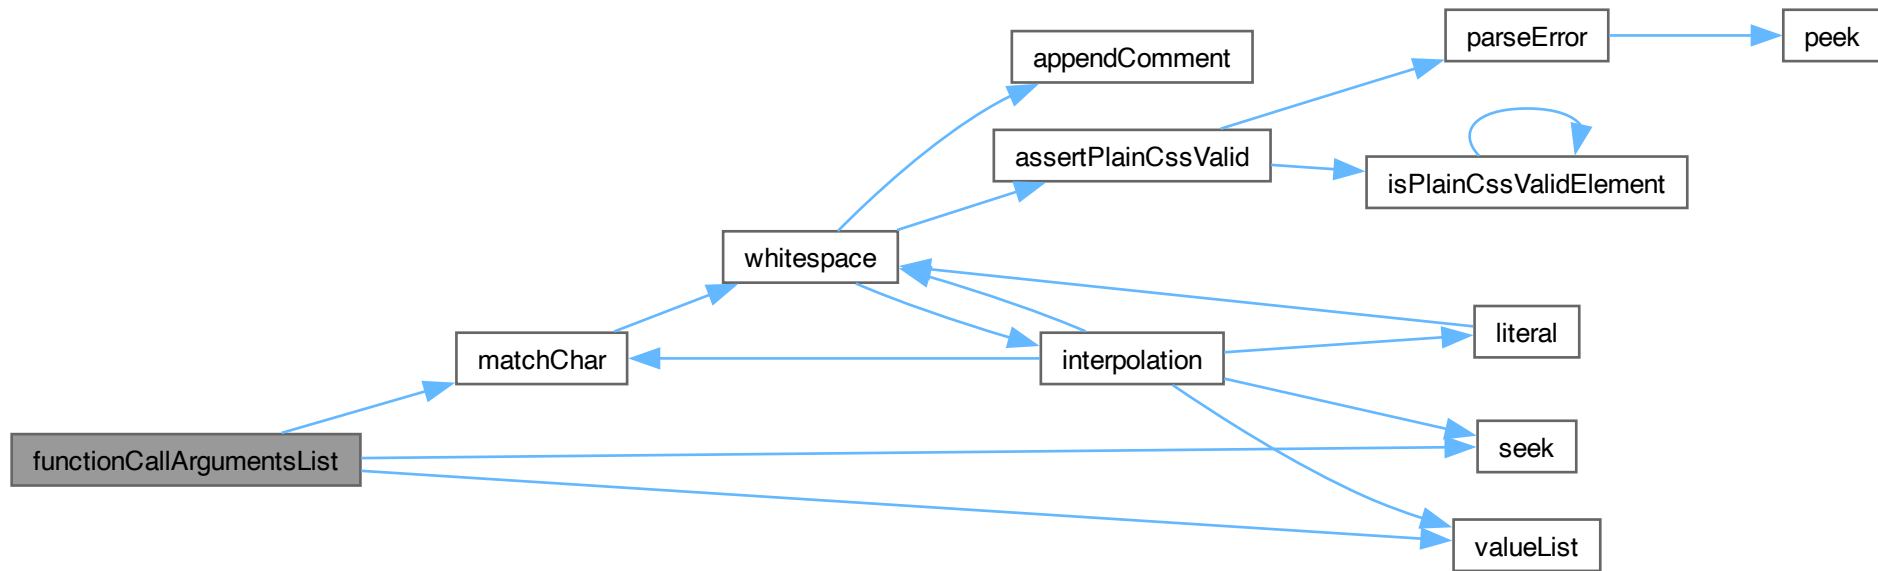 peek
parseError
appendComment
assertPlainCssValid
isPlainCssValidElement
whitespace
literal
matchChar
interpolation
seek
functionCallArgumentsList
valueList